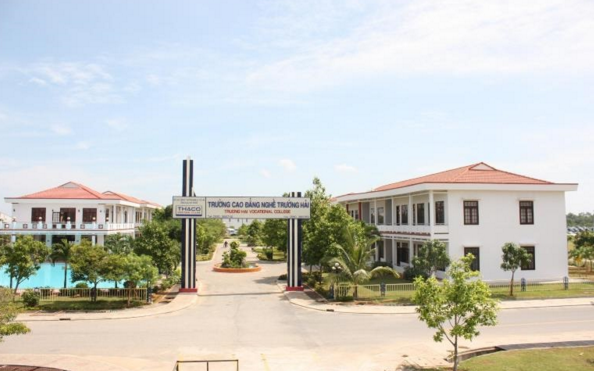 THACO
TRƯỜNG CAO ĐẲNG NGHỀ TRƯỜNG HẢI
TRUONG HAI VOCATIONAL COLLEGE